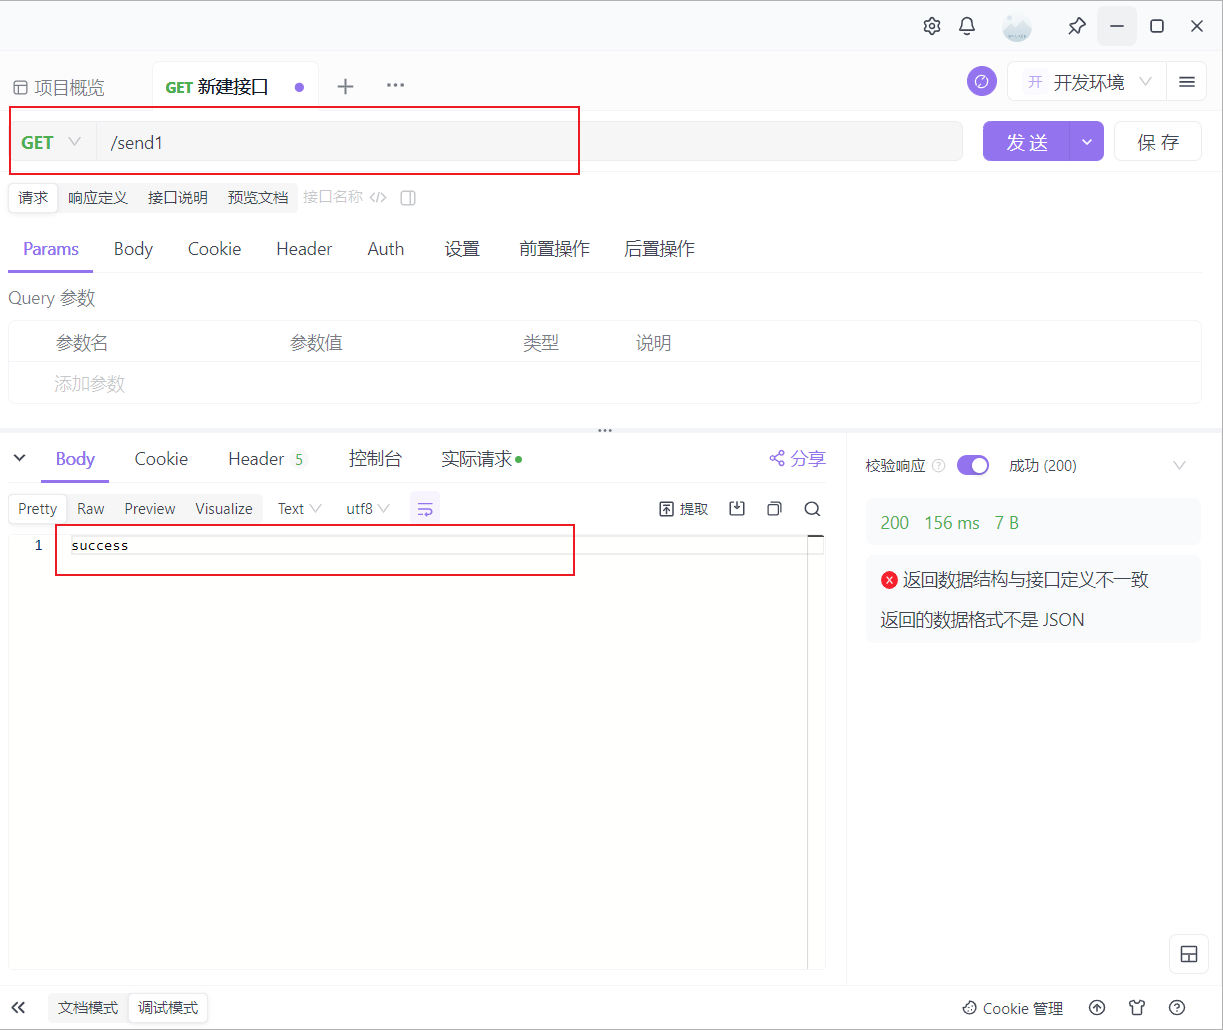 项目概览 GET 新建接口 开 开发环境
GET /send1 发送 保存
请求 响应定义 接口说明 预览文档 接口名称
Params Body Cookie Header Auth 设置 前置操作 后置操作
Query 参数
参数名 参数值 类型 说明
添加参数
Body Cookie Header 5 控制台 实际请求 分享
Pretty Raw Preview Visualize Text utf8 提取
1 success
校验响应 ? 成功 (200)
200 156 ms 7 B
返回数据结构与接口定义不一致
返回的数据格式不是 JSON
文档模式 调试模式 Cookie 管理